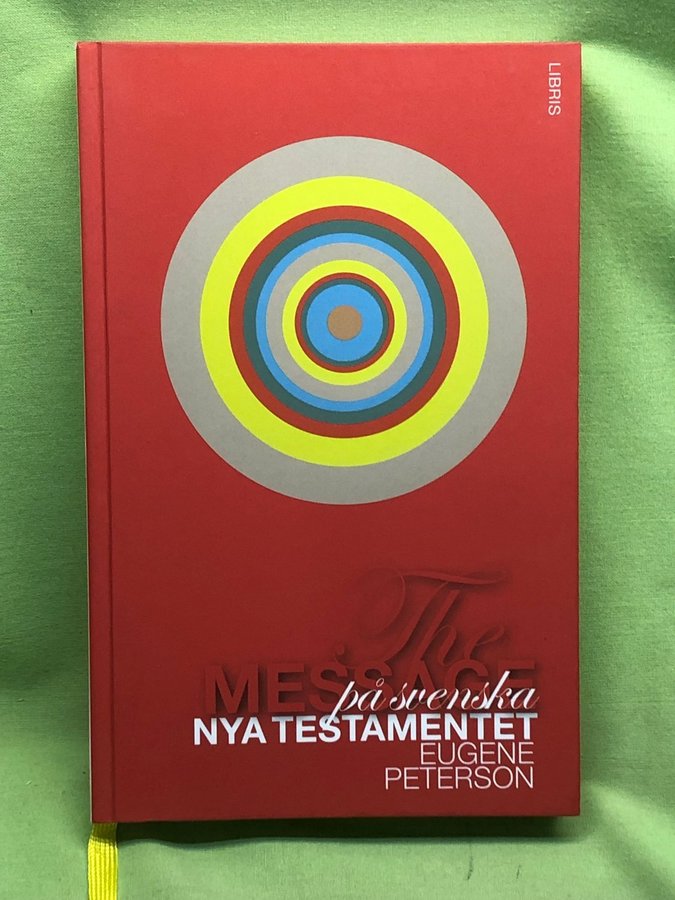 LIBRIS
The
MESSAGE
på svenska
NYA TESTAMENTET
EUGENE
PETERSON